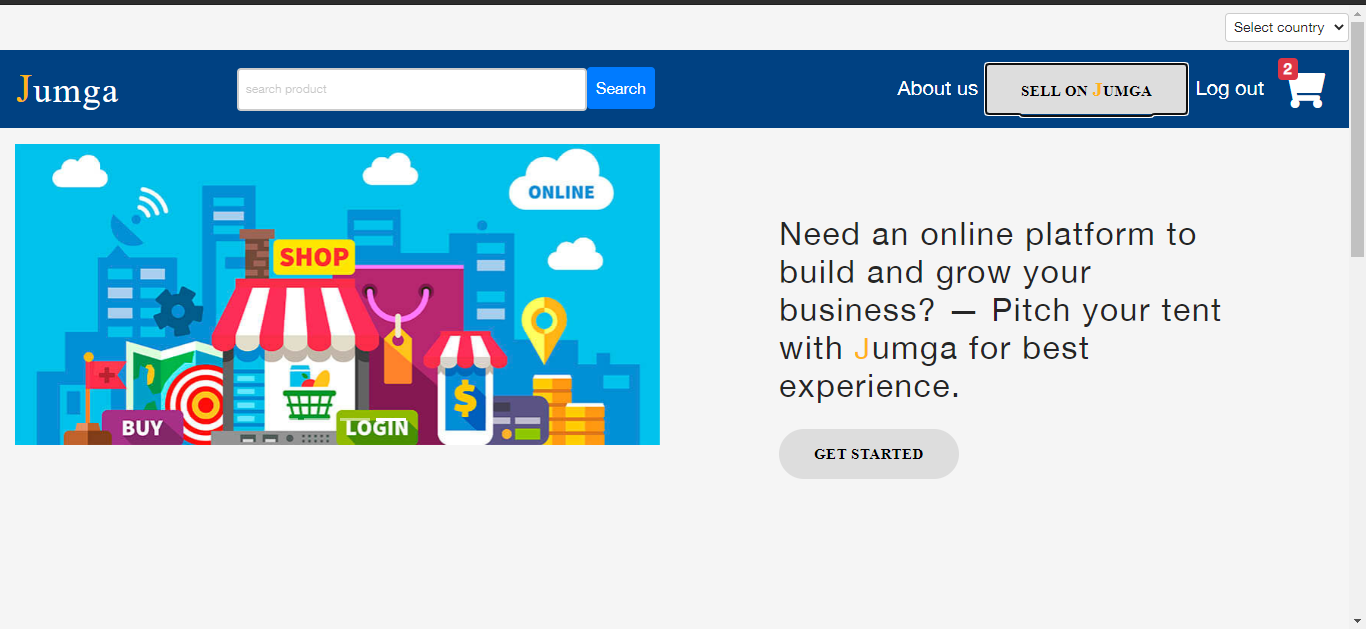 Select country
Jumga
search product
Search
About us
SELL ON JUMGA
Log out
2
ONLINE
SHOP
BUY
$
LOGIN
Need an online platform to
build and grow your
business? — Pitch your tent
with Jumga for best
experience.
GET STARTED